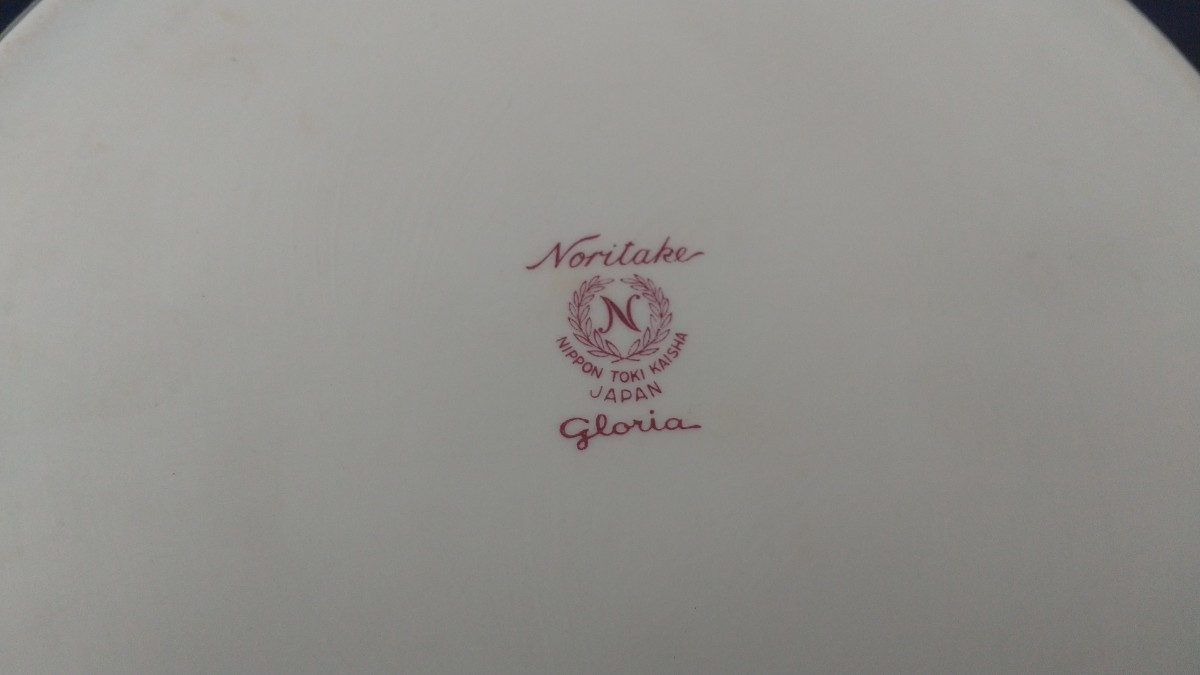 Noritake
N
NIPPON TOKI KAISHA
JAPAN
Gloria